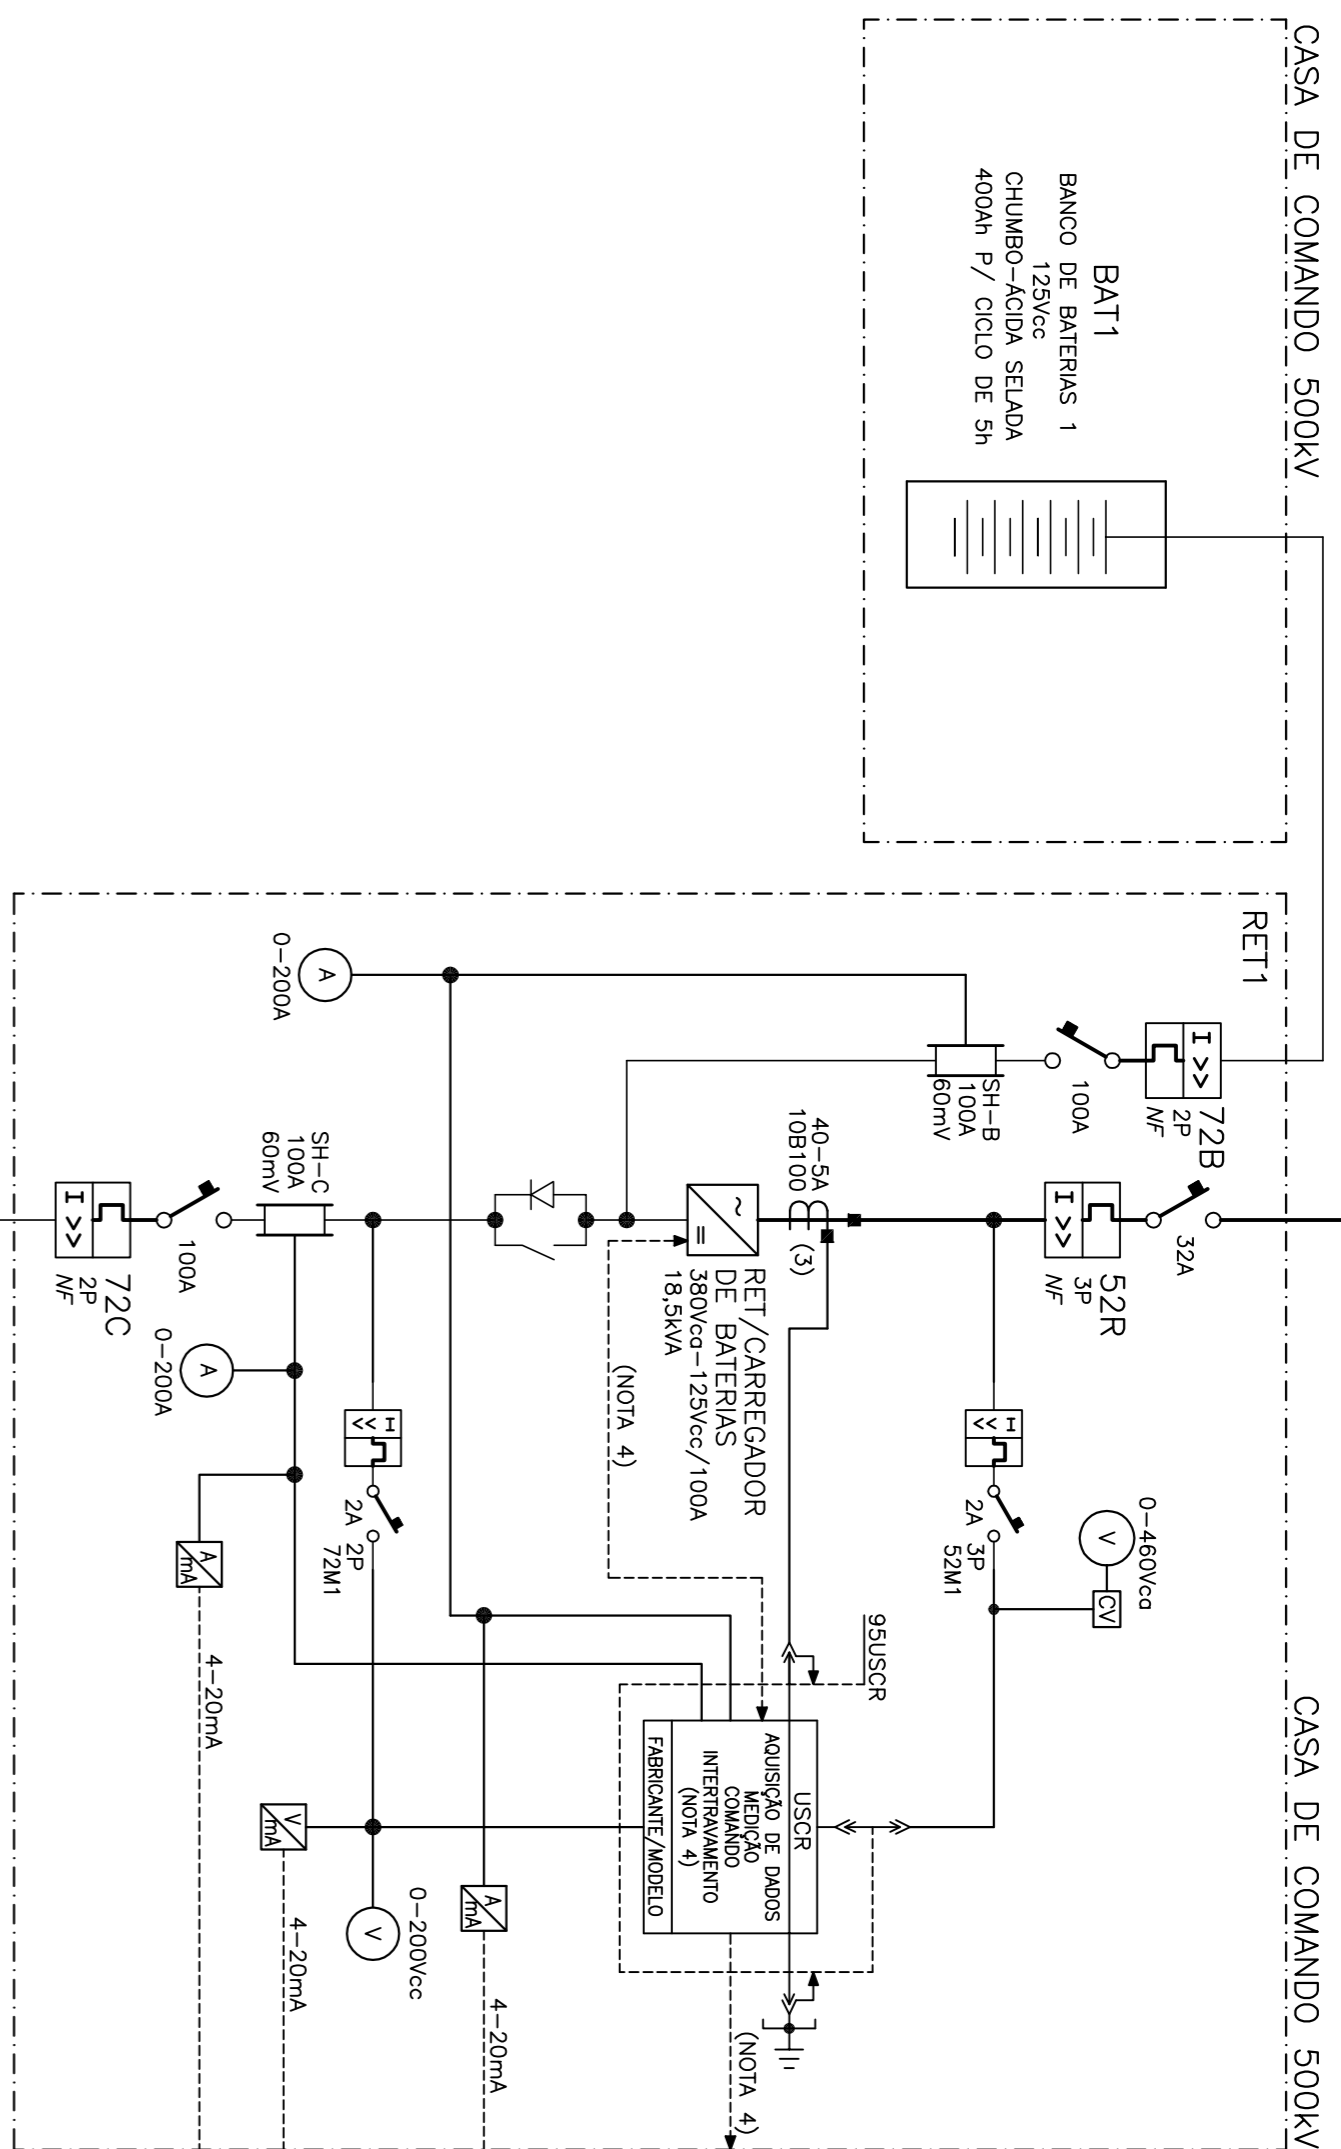 CASA DE COMANDO 500kV
BAT1
BANCO DE BATERIAS 1
125Vcc
CHUMBO-ÁCIDA SELADA
400Ah P/ CICLO DE 5h
CASA DE COMANDO 500kV
RET1
I >>
72B
2P
NF
100A
SH-B
100A
60mV
A
0-200A
32A
I >>
52R
3P
NF
40-5A
10B100
(3)
~
=
RET/CARREGADOR
DE BATERIAS
380Vca-125Vcc/100A
18,5kVA
(NOTA 4)
I >>
2A 3P
52M1
0-460Vca
V
CV
95USCR
USCR
AQUISIÇÃO DE DADOS
MEDIÇÃO
COMANDO
INTERTRAVAMENTO
(NOTA 4)
FABRICANTE/MODELO
(NOTA 4)
I >>
2A 2P
72M1
SH-C
100A
60mV
100A
I >>
72C
2P
NF
A
0-200A
A
mA
4-20mA
V
mA
4-20mA
V
0-200Vcc
A
mA
4-20mA